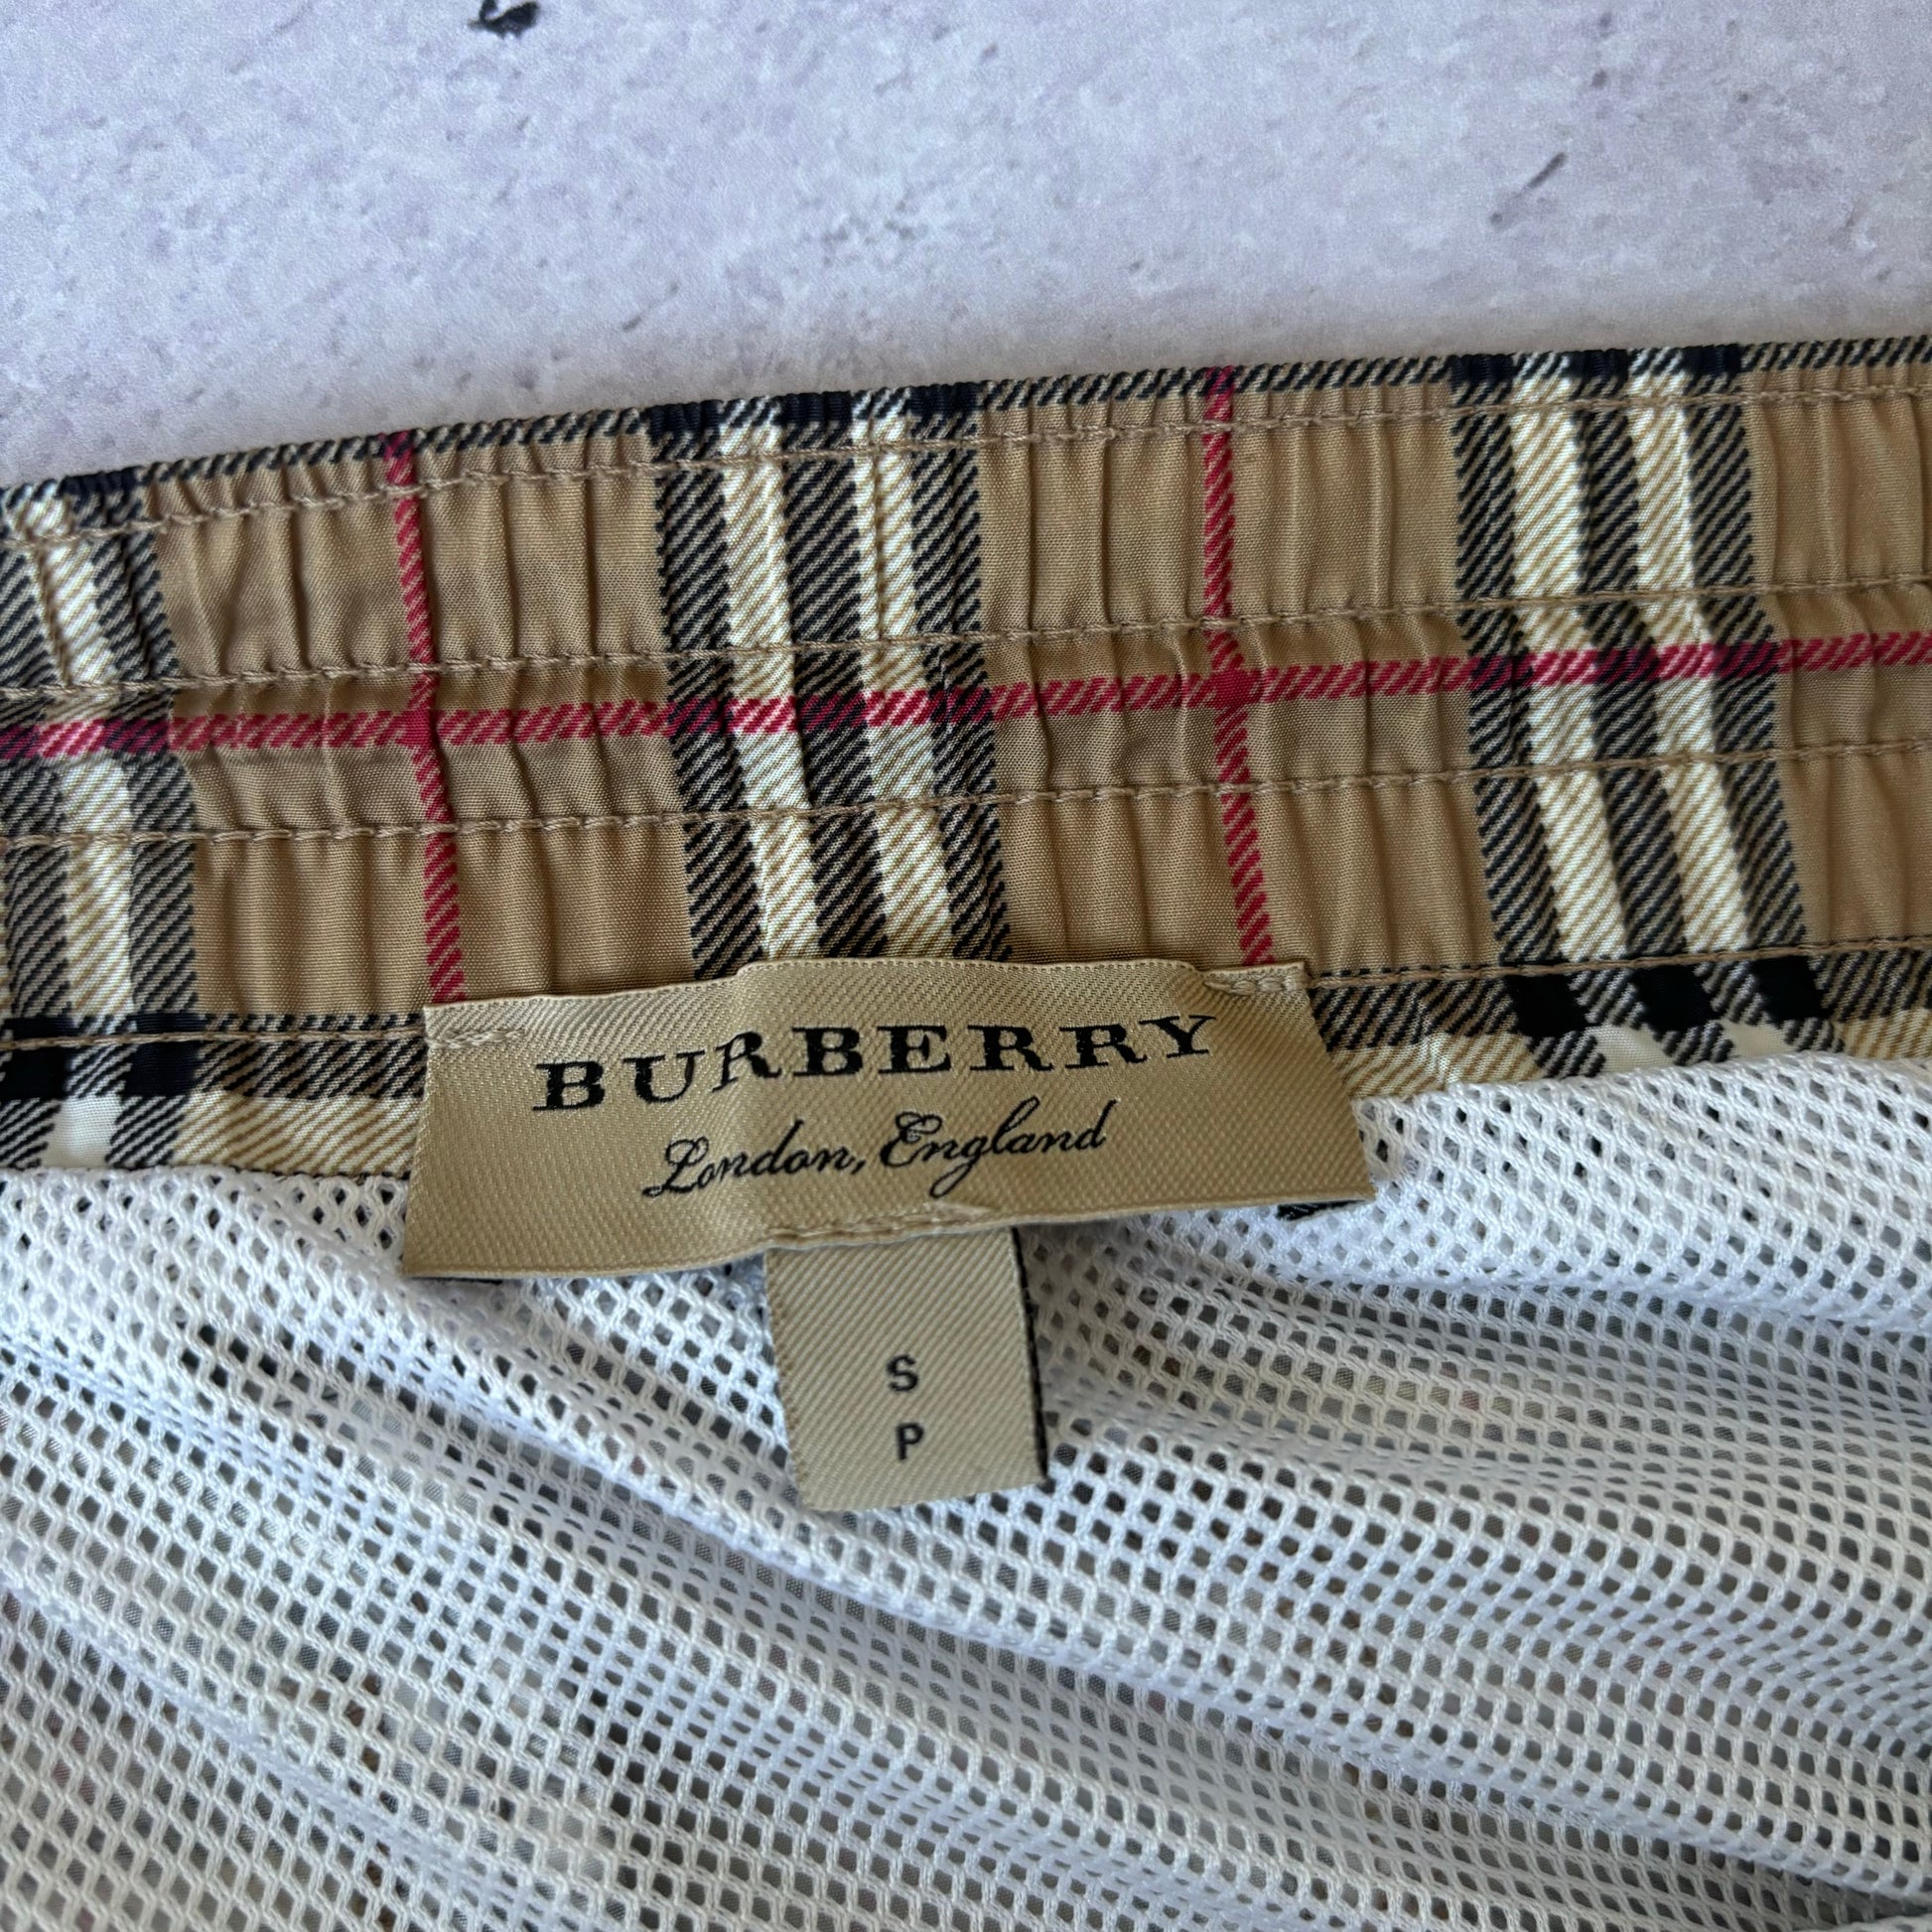 BURBERRY
London, England
S
P